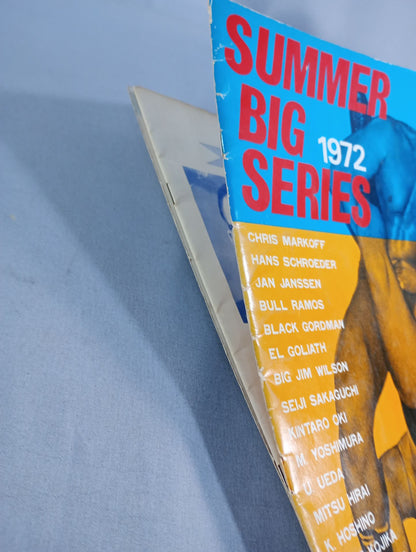 SUMMER
BIG
1972
SERIES
CHRIS MARKOFF
HANS SCHROEDER
JAN JANSSEN
BULL RAMOS
BLACK GORDMAN
EL GOLIATH
BIG JIM WILSON
SEIJI SAKAGUCHI
KINTARO OKI
M. YOSHIMURA
U. UEDA
MITSU HIRAI
K. HOSHINO